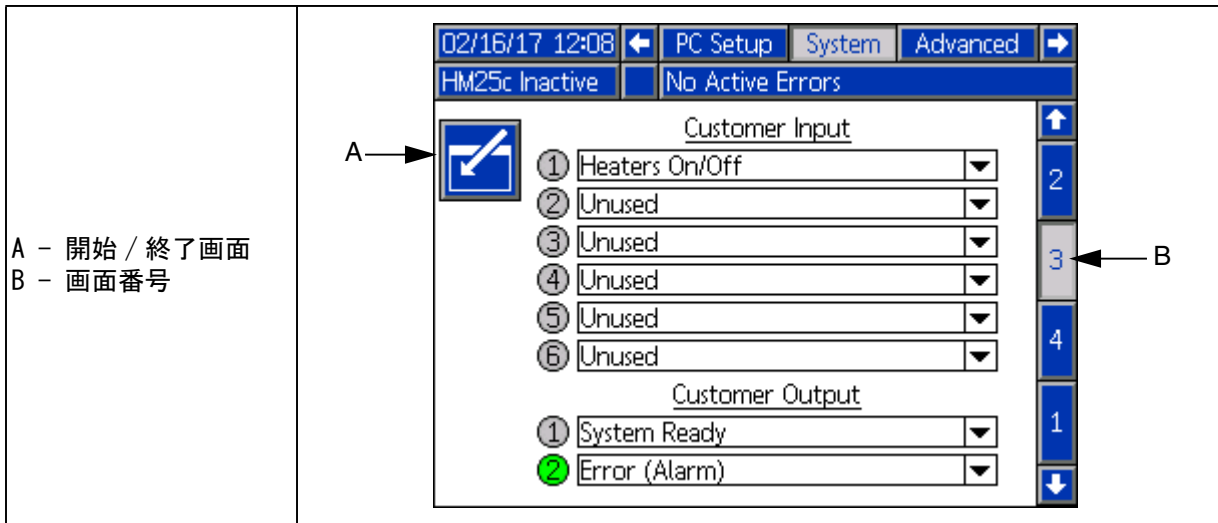 A - 開始 / 終了画面
B - 画面番号
02/16/17 12:08 PC Setup System Advanced
HM25c Inactive No Active Errors
A
Customer Input
1 Heaters On/Off
2 Unused
3 Unused
4 Unused
5 Unused
6 Unused
Customer Output
1 System Ready
2 Error (Alarm)
2
3
B
4
1